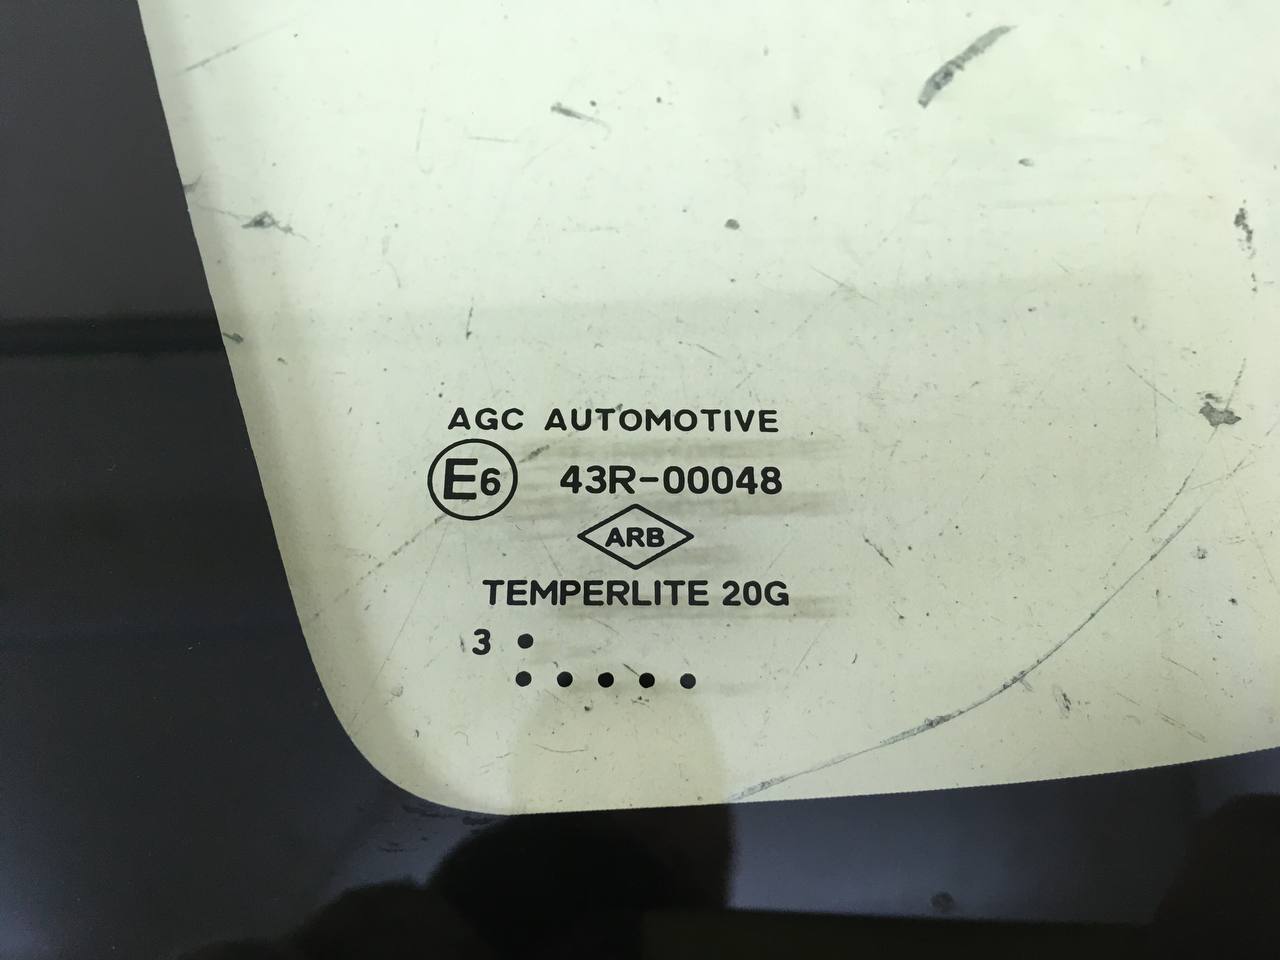 AGC AUTOMOTIVE
E6 43R-00048
ARB
TEMPERLITE 20G
3 •
• • • • •